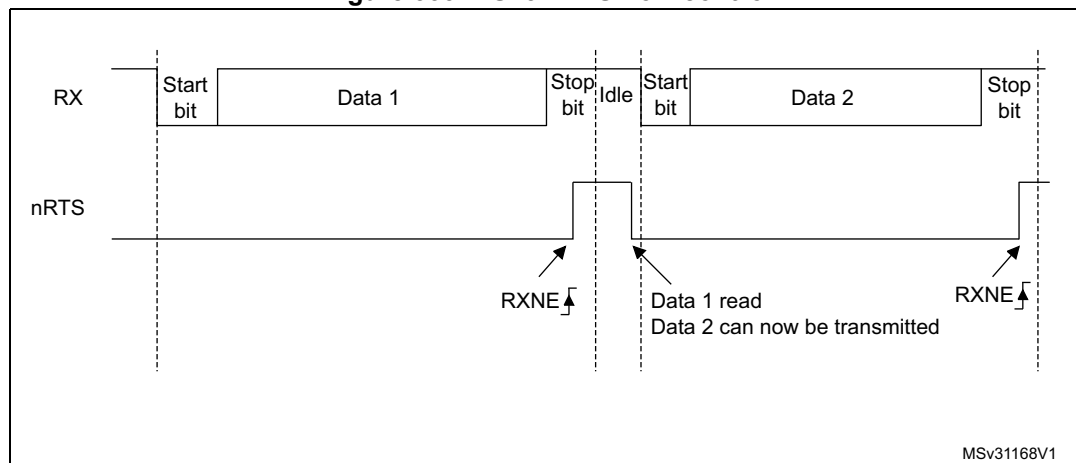 RX
Start bit
Data 1
Stop bit
Idle
Start bit
Data 2
Stop bit
nRTS
RXNE
Data 1 read
Data 2 can now be transmitted
RXNE
MSv31168V1